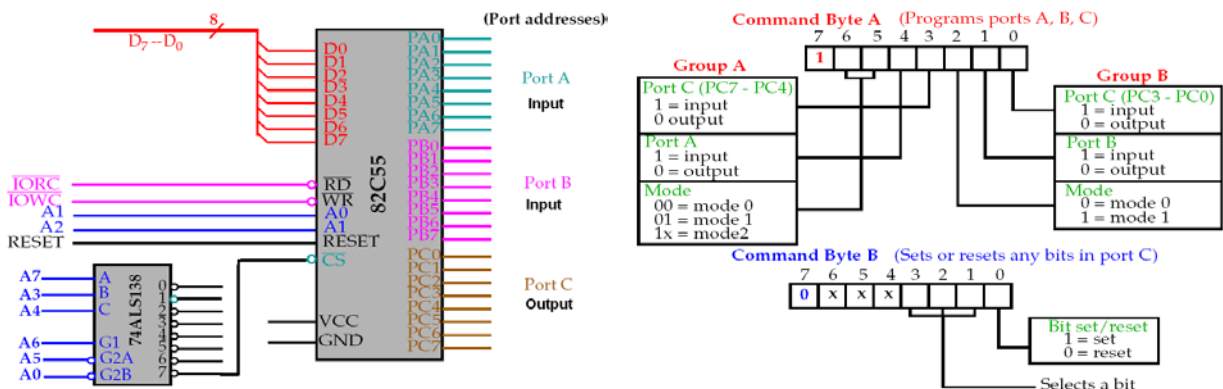 8
D7 --D0
D0
D1
D2
D3
D4
D5
D6
D7
IORC
IOWC
A1
A2
RESET
RD
WR
A0
A1
RESET
CS
VCC
GND
82C55
PA0
PA1
PA2
PA3
PA4
PA5
PA6
PA7
PB0
PB1
PB2
PB3
PB4
PB5
PB6
PB7
PC0
PC1
PC2
PC3
PC4
PC5
PC6
PC7
(Port addresses)
Port A
Input
Port B
Input
Port C
Output
A7
A3
A4
A6
A5
A0
A
B
C
G1
G2A
G2B
74ALS138
0
1
2
3
4
5
6
7
Command Byte A (Programs ports A, B, C)
7 6 5 4 3 2 1 0
1
Group A
Port C (PC7 - PC4)
1 = input
0 output
Port A
1 = input
0 = output
Mode
00 = mode 0
01 = mode 1
1x = mode2
Group B
Port C (PC3 - PC0)
1 = input
0 = output
Port B
1 = input
0 = output
Mode
0 = mode 0
1 = mode 1
Command Byte B (Sets or resets any bits in port C)
7 6 5 4 3 2 1 0
0 x x x
Bit set/reset
1 = set
0 = reset
Selects a bit